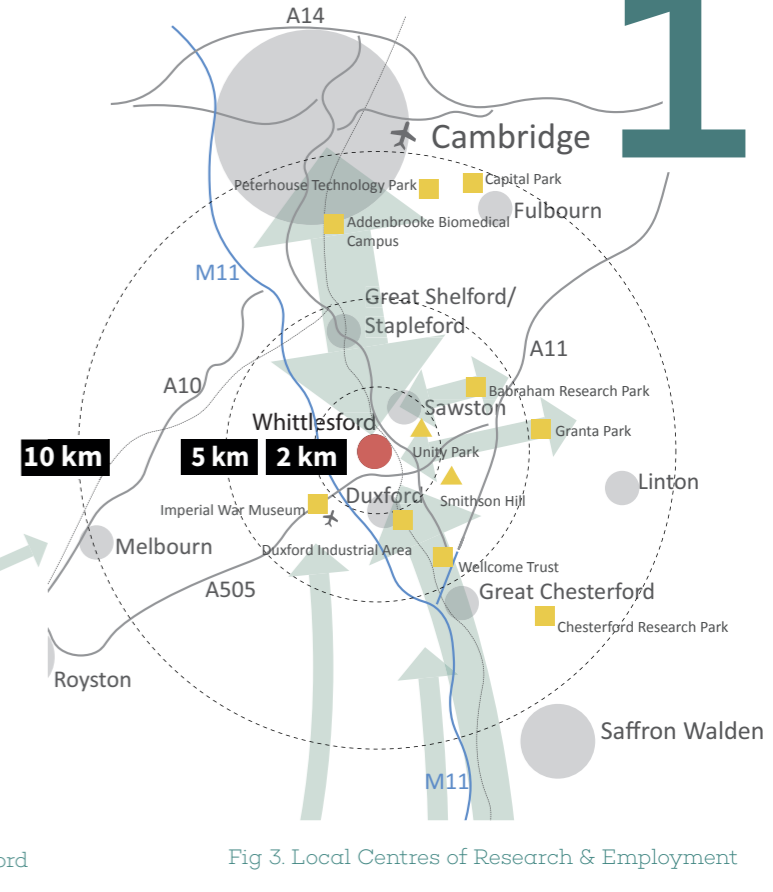 1
A14
Cambridge
Peterhouse Technology Park
Capital Park
Fulbourn
Addenbrooke Biomedical
Campus
M11
Great Shelford/
Stapleford
A11
A10
Babraham Research Park
Sawston
Whittlesford
Granta Park
10 km
5 km
2 km
Unity Park
Linton
Smithson Hill
Duxford
Imperial War Museum
Melbourn
Duxford Industrial Area
Wellcome Trust
A505
Great Chesterford
Chesterford Research Park
Royston
Saffron Walden
M11
ord
Fig 3. Local Centres of Research & Employment